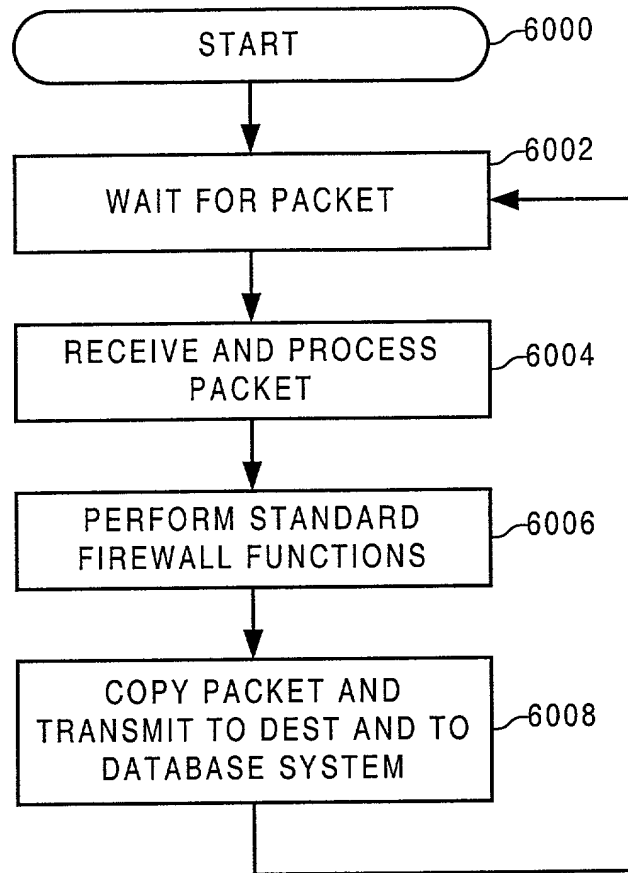 START
6000
6002
WAIT FOR PACKET
RECEIVE AND PROCESS
PACKET
6004
PERFORM STANDARD
FIREWALL FUNCTIONS
6006
COPY PACKET AND
TRANSMIT TO DEST AND TO
DATABASE SYSTEM
6008